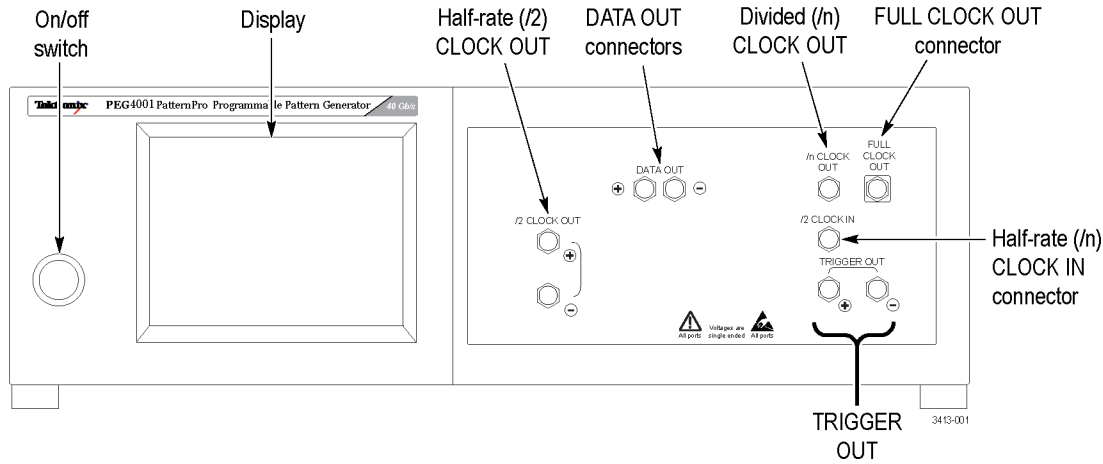 On/off
switch
Display
Half-rate (/2)
CLOCK OUT
DATA OUT
connectors
Divided (/n)
CLOCK OUT
FULL CLOCK OUT
connector
Tektronix PEG4001 PatternPro Programmable Pattern Generator 40 Gb/s
/n CLOCK
OUT
FULL
CLOCK
OUT
DATA OUT
+ −
/2 CLOCK OUT
+
−
/2 CLOCK IN
Half-rate (/n)
CLOCK IN
connector
TRIGGER OUT
+ −
All ports
Voltages are
single ended
All ports
TRIGGER
OUT
3413-001